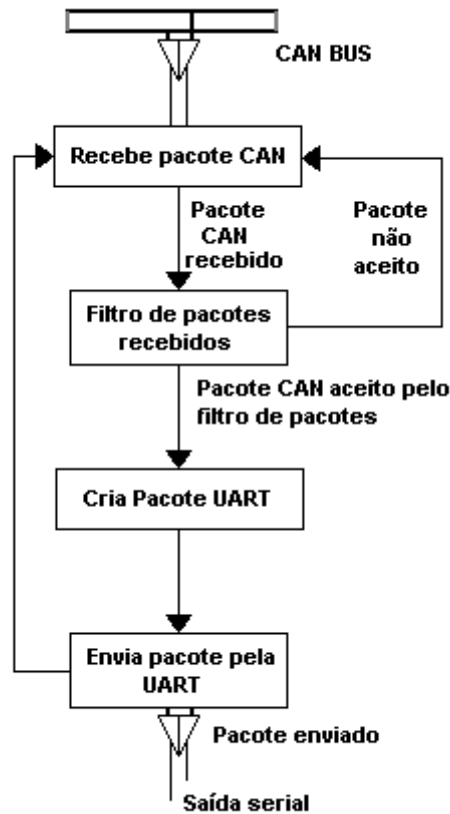 CAN BUS
Recebe pacote CAN
Pacote
CAN
recebido
Pacote
não
aceito
Filtro de pacotes
recebidos
Pacote CAN aceito pelo
filtro de pacotes
Cria Pacote UART
Envia pacote pela
UART
Pacote enviado
Saída serial